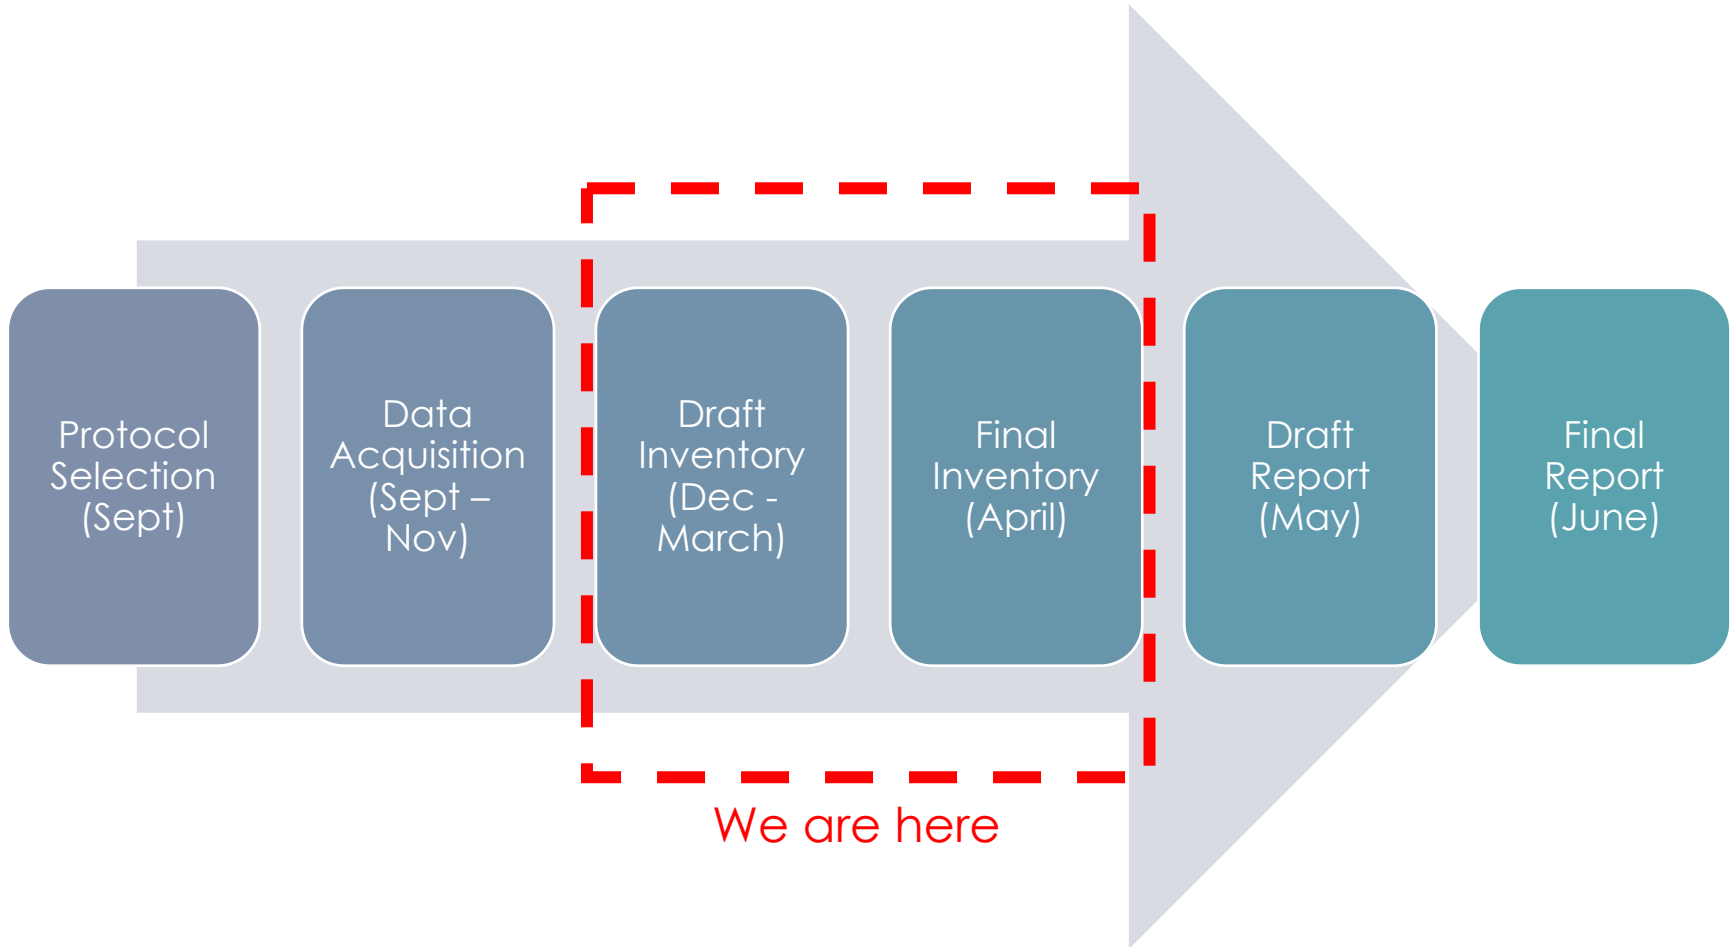 Protocol
Selection
(Sept)
Data
Acquisition
(Sept –
Nov)
Draft
Inventory
(Dec -
March)
Final
Inventory
(April)
Draft
Report
(May)
Final
Report
(June)
We are here